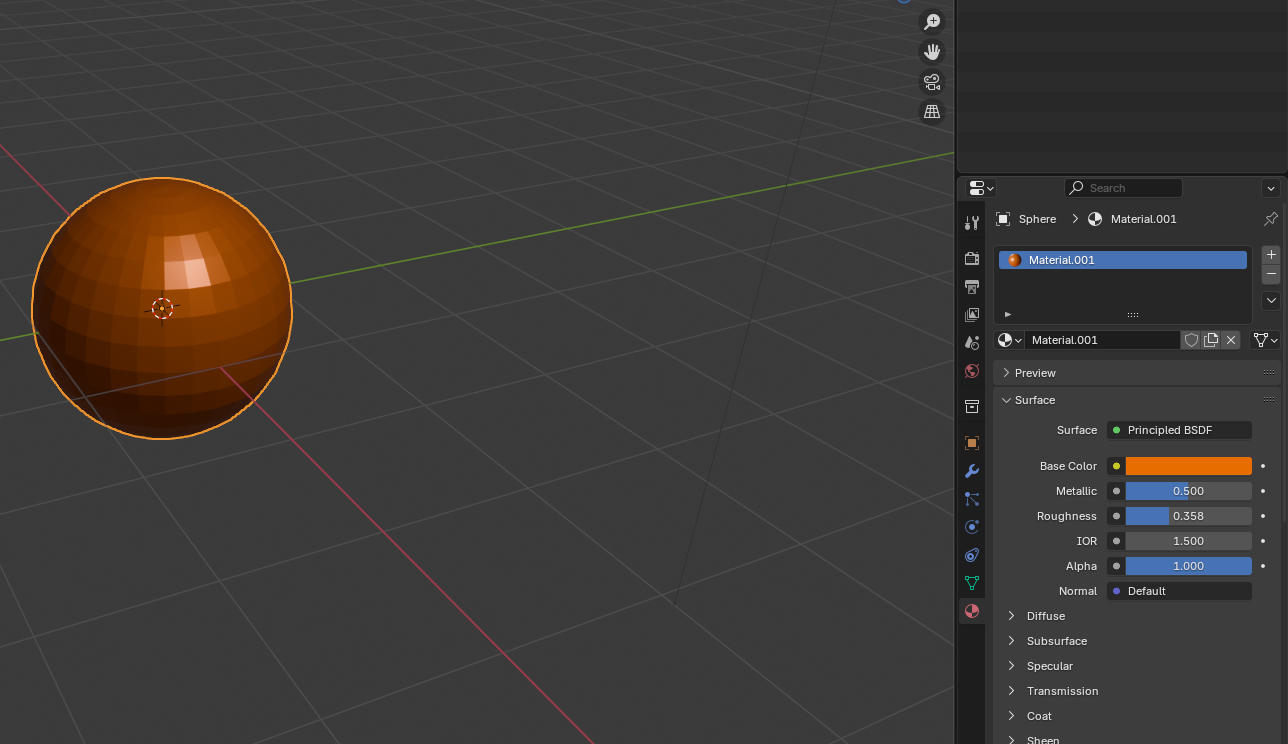 Search
Sphere Material.001
Material.001
Material.001
Preview
Surface
Surface Principled BSDF
Base Color
Metallic 0.500
Roughness 0.358
IOR 1.500
Alpha 1.000
Normal Default
Diffuse
Subsurface
Specular
Transmission
Coat
Sheen